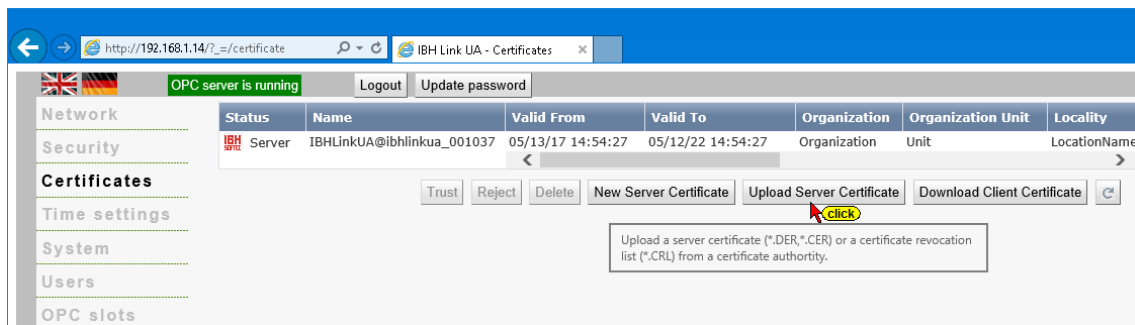 http://192.168.1.14/?_=/certificate
IBH Link UA - Certificates
OPC server is running
Logout
Update password
Network
Security
Certificates
Time settings
System
Users
OPC slots
Status Name Valid From Valid To Organization Organization Unit Locality
IBH SOFTEC Server IBHLinkUA@ibhlinkua_001037 05/13/17 14:54:27 05/12/22 14:54:27 Organization Unit LocationName
Trust Reject Delete New Server Certificate Upload Server Certificate Download Client Certificate
click
Upload a server certificate (*.DER,*.CER) or a certificate revocation
list (*.CRL) from a certificate authortity.